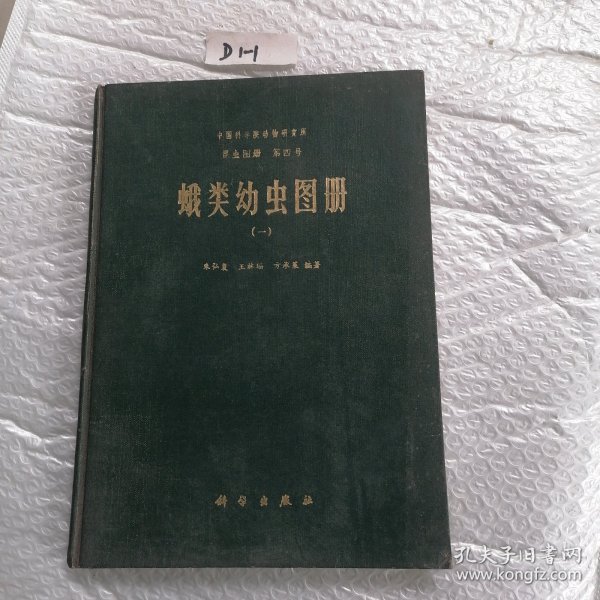 D1-1
中国科学院动物研究所
昆虫图册 第四号
蛾类幼虫图册
(一)
朱弘复 王林瑶 方承莱 编著
科学出版社
孔夫子旧书网
www.kongfz.com